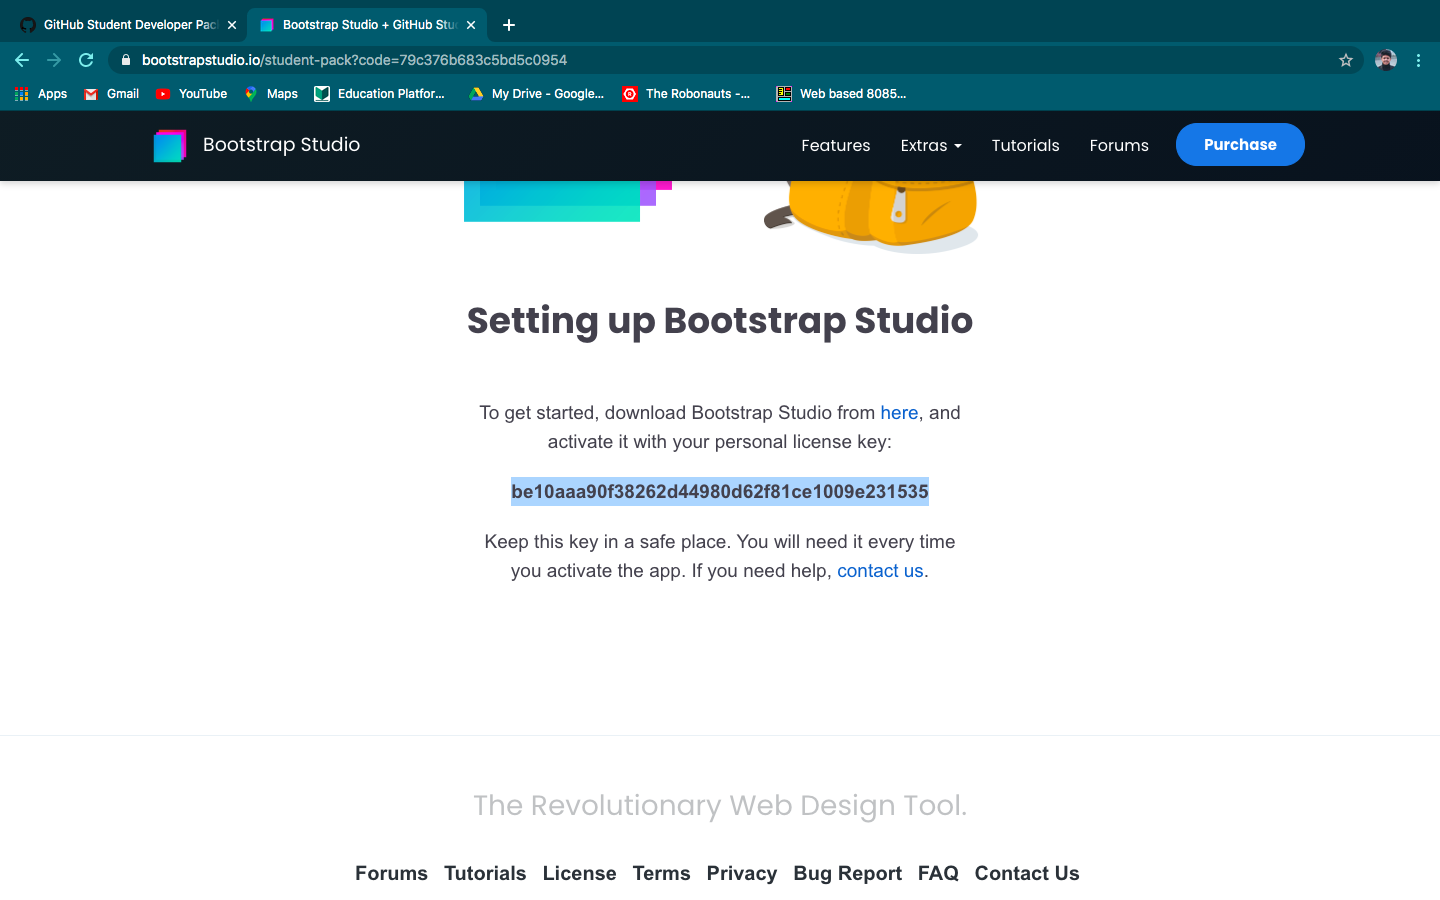 GitHub Student Developer Pac
Bootstrap Studio + GitHub Stud
bootstrapstudio.io/student-pack?code=79c376b683c5bd5c0954
Apps Gmail YouTube Maps Education Platfor... My Drive - Google... The Robonauts -... Web based 8085...
Bootstrap Studio Features Extras Tutorials Forums Purchase
Setting up Bootstrap Studio
To get started, download Bootstrap Studio from here, and
activate it with your personal license key:
be10aaa90f38262d44980d62f81ce1009e231535
Keep this key in a safe place. You will need it every time
you activate the app. If you need help, contact us.
The Revolutionary Web Design Tool.
Forums Tutorials License Terms Privacy Bug Report FAQ Contact Us